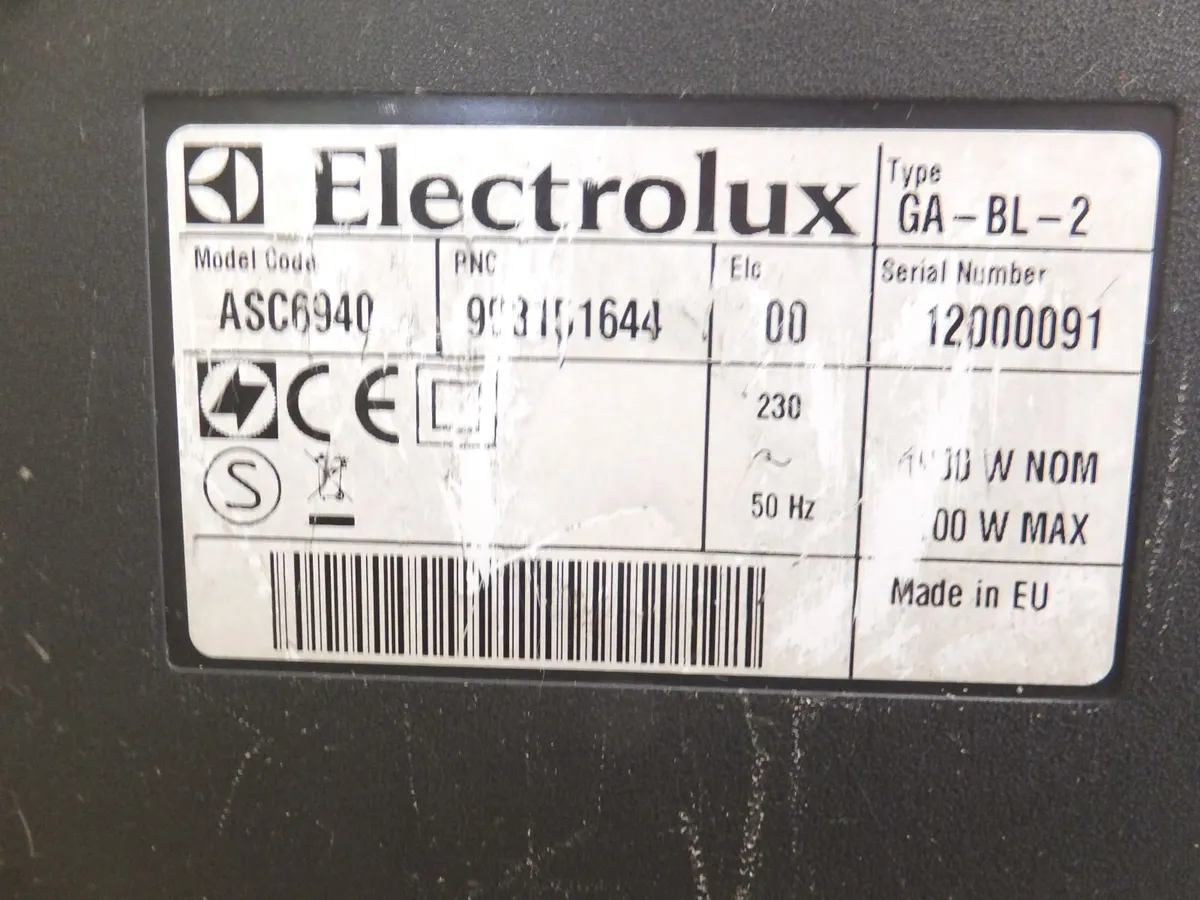 Electrolux
Type
GA-BL-2
Model Code
ASC6940
PNC
Elc
00
Serial Number
12000091
CE
S
230
~
50 Hz
W NOM
W MAX
Made in EU